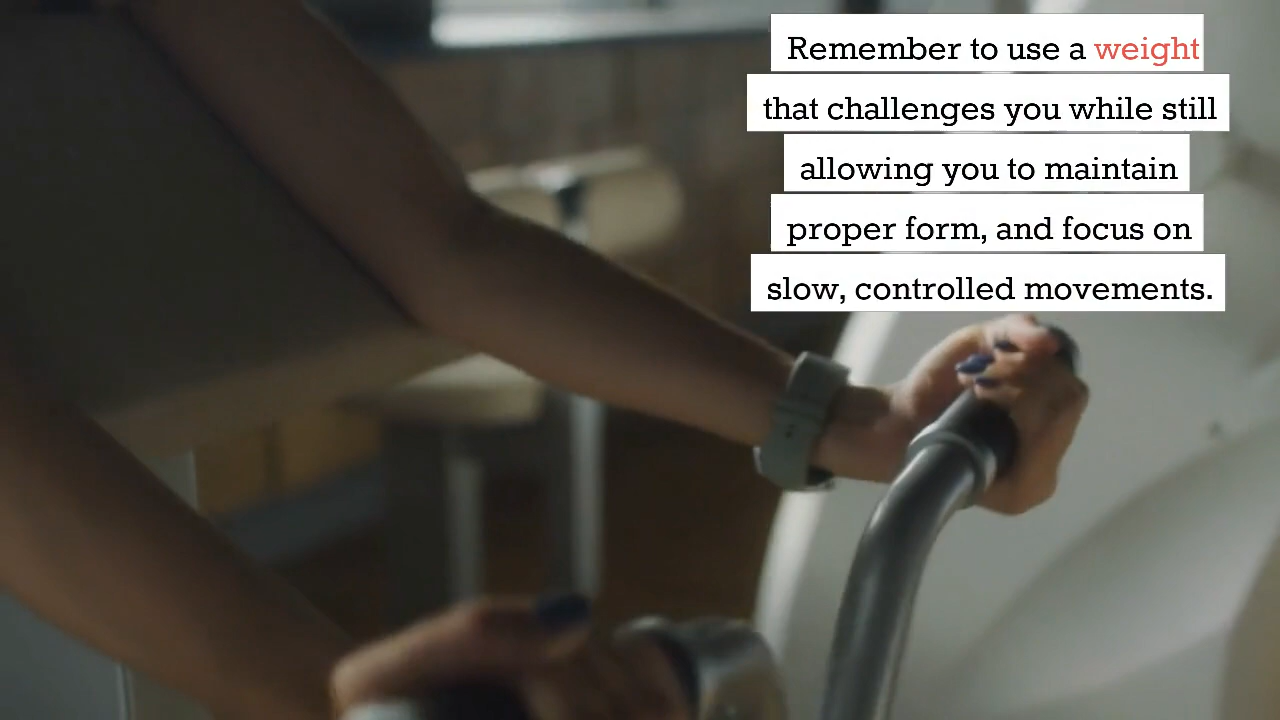 Remember to use a weight
that challenges you while still
allowing you to maintain
proper form, and focus on
slow, controlled movements.